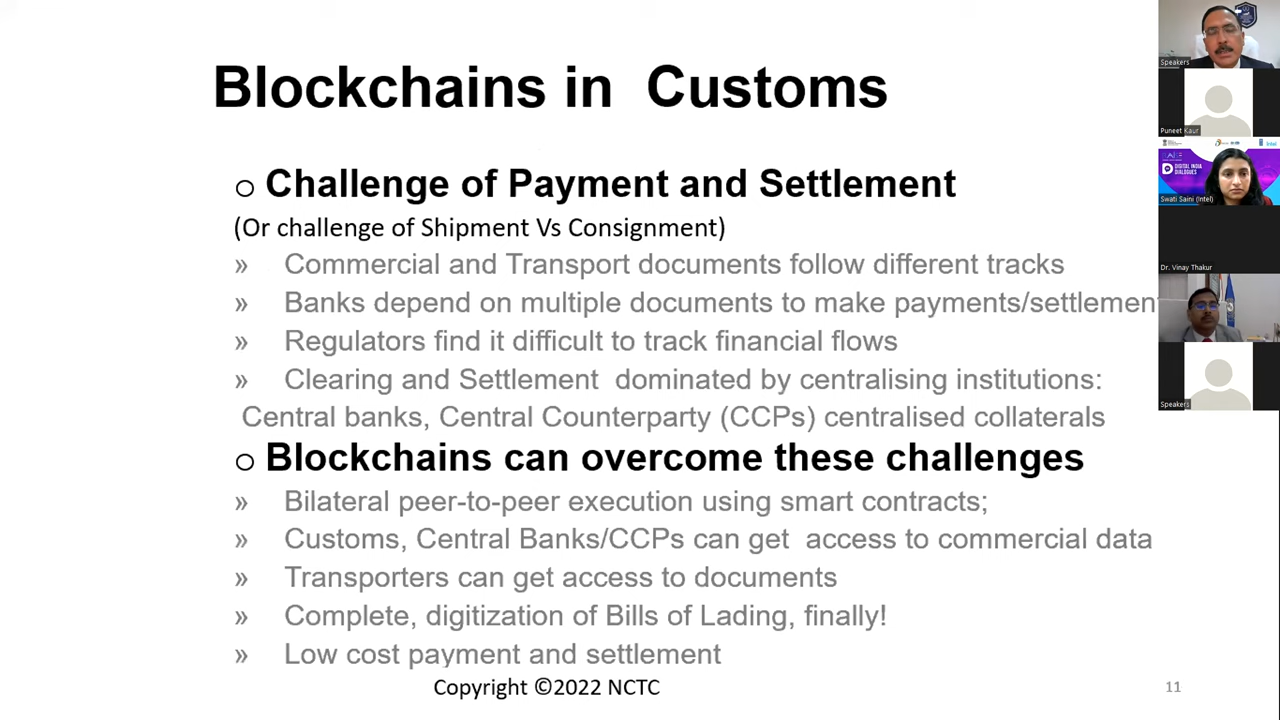 Blockchains in Customs
o Challenge of Payment and Settlement
(Or challenge of Shipment Vs Consignment)
» Commercial and Transport documents follow different tracks
» Banks depend on multiple documents to make payments/settlemen
» Regulators find it difficult to track financial flows
» Clearing and Settlement dominated by centralising institutions:
Central banks, Central Counterparty (CCPs) centralised collaterals
o Blockchains can overcome these challenges
» Bilateral peer-to-peer execution using smart contracts;
» Customs, Central Banks/CCPs can get access to commercial data
» Transporters can get access to documents
» Complete, digitization of Bills of Lading, finally!
» Low cost payment and settlement
Copyright ©2022 NCTC
11
Speakers
Puneet Kaur
intel
DIGITAL INDIA
DIALOGUES
Swati Saini (Intel)
Dr. Vinay Thakur
Speakers